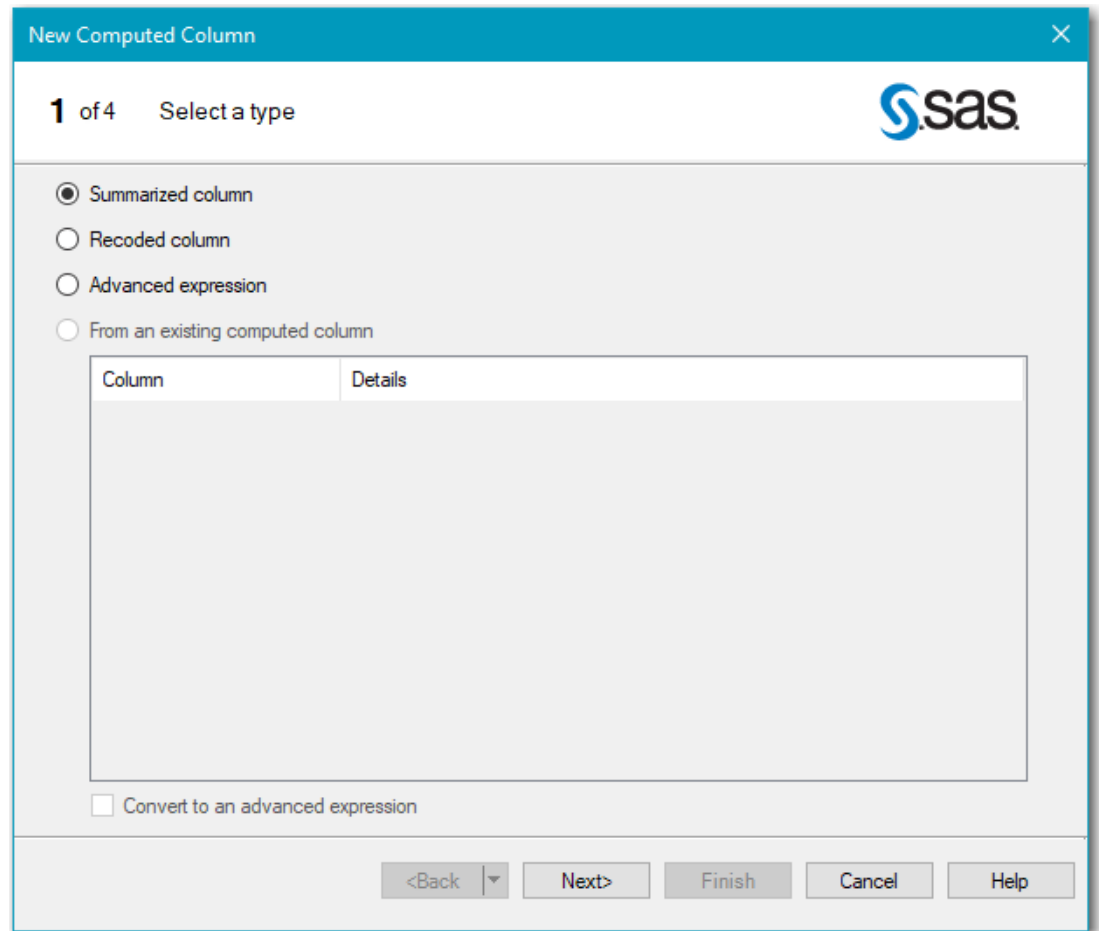 New Computed Column
1 of 4 Select a type
sas
Summarized column
Recoded column
Advanced expression
From an existing computed column
Column Details
Convert to an advanced expression
<Back Next> Finish Cancel Help